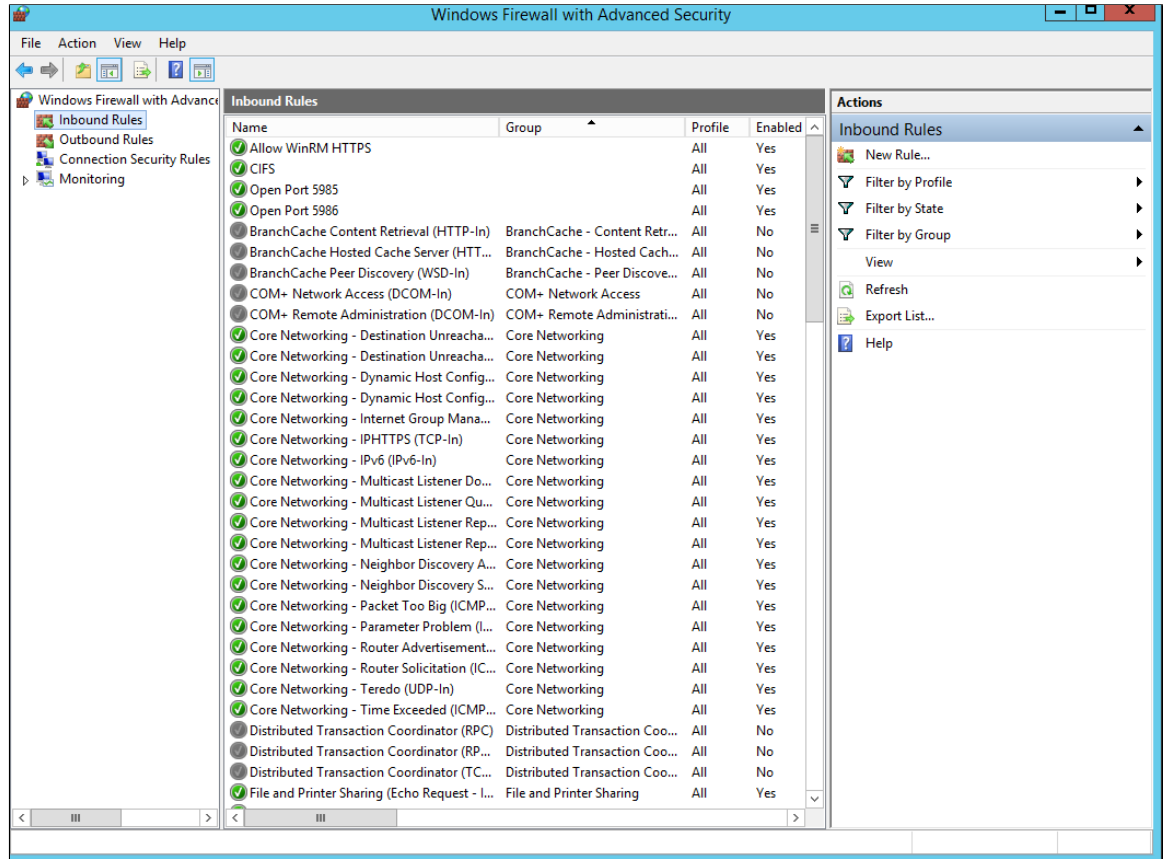 Windows Firewall with Advanced Security
File Action View Help
Windows Firewall with Advance
Inbound Rules
Outbound Rules
Connection Security Rules
Monitoring
Inbound Rules
Name Group Profile Enabled
Allow WinRM HTTPS All Yes
CIFS All Yes
Open Port 5985 All Yes
Open Port 5986 All Yes
BranchCache Content Retrieval (HTTP-In) BranchCache - Content Retr... All No
BranchCache Hosted Cache Server (HTT... BranchCache - Hosted Cach... All No
BranchCache Peer Discovery (WSD-In) BranchCache - Peer Discove... All No
COM+ Network Access (DCOM-In) COM+ Network Access All No
COM+ Remote Administration (DCOM-In) COM+ Remote Administrati... All No
Core Networking - Destination Unreacha... Core Networking All Yes
Core Networking - Destination Unreacha... Core Networking All Yes
Core Networking - Dynamic Host Config... Core Networking All Yes
Core Networking - Dynamic Host Config... Core Networking All Yes
Core Networking - Internet Group Mana... Core Networking All Yes
Core Networking - IPHTTPS (TCP-In) Core Networking All Yes
Core Networking - IPv6 (IPv6-In) Core Networking All Yes
Core Networking - Multicast Listener Do... Core Networking All Yes
Core Networking - Multicast Listener Qu... Core Networking All Yes
Core Networking - Multicast Listener Rep... Core Networking All Yes
Core Networking - Multicast Listener Rep... Core Networking All Yes
Core Networking - Neighbor Discovery A... Core Networking All Yes
Core Networking - Neighbor Discovery S... Core Networking All Yes
Core Networking - Packet Too Big (ICMP... Core Networking All Yes
Core Networking - Parameter Problem (I... Core Networking All Yes
Core Networking - Router Advertisement... Core Networking All Yes
Core Networking - Router Solicitation (IC... Core Networking All Yes
Core Networking - Teredo (UDP-In) Core Networking All Yes
Core Networking - Time Exceeded (ICMP... Core Networking All Yes
Distributed Transaction Coordinator (RPC) Distributed Transaction Coo... All No
Distributed Transaction Coordinator (RP... Distributed Transaction Coo... All No
Distributed Transaction Coordinator (TC... Distributed Transaction Coo... All No
File and Printer Sharing (Echo Request - I... File and Printer Sharing All Yes
Actions
Inbound Rules
New Rule...
Filter by Profile
Filter by State
Filter by Group
View
Refresh
Export List...
Help